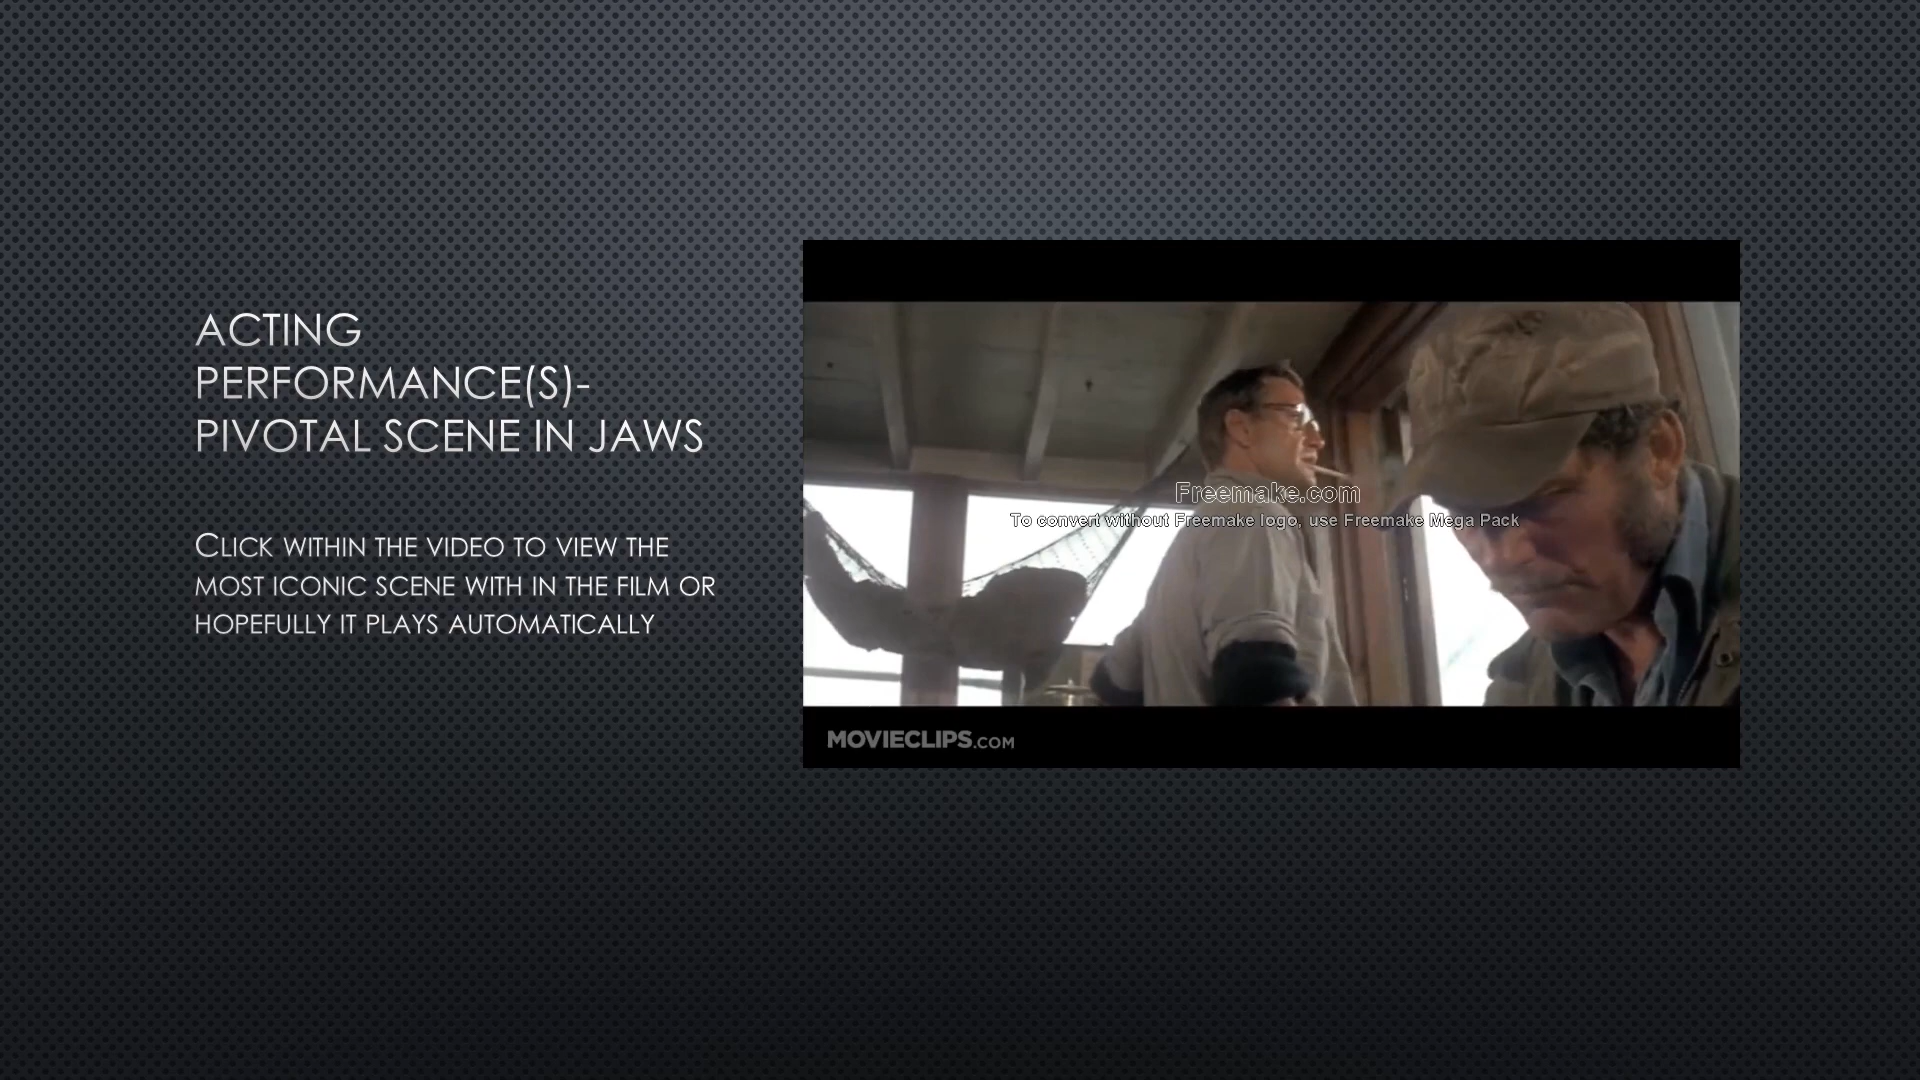 ACTING
PERFORMANCE(S)-
PIVOTAL SCENE IN JAWS
CLICK WITHIN THE VIDEO TO VIEW THE
MOST ICONIC SCENE WITH IN THE FILM OR
HOPEFULLY IT PLAYS AUTOMATICALLY
Freemake.com
To convert without Freemake logo, use Freemake Mega Pack
MOVIECLIPS.COM